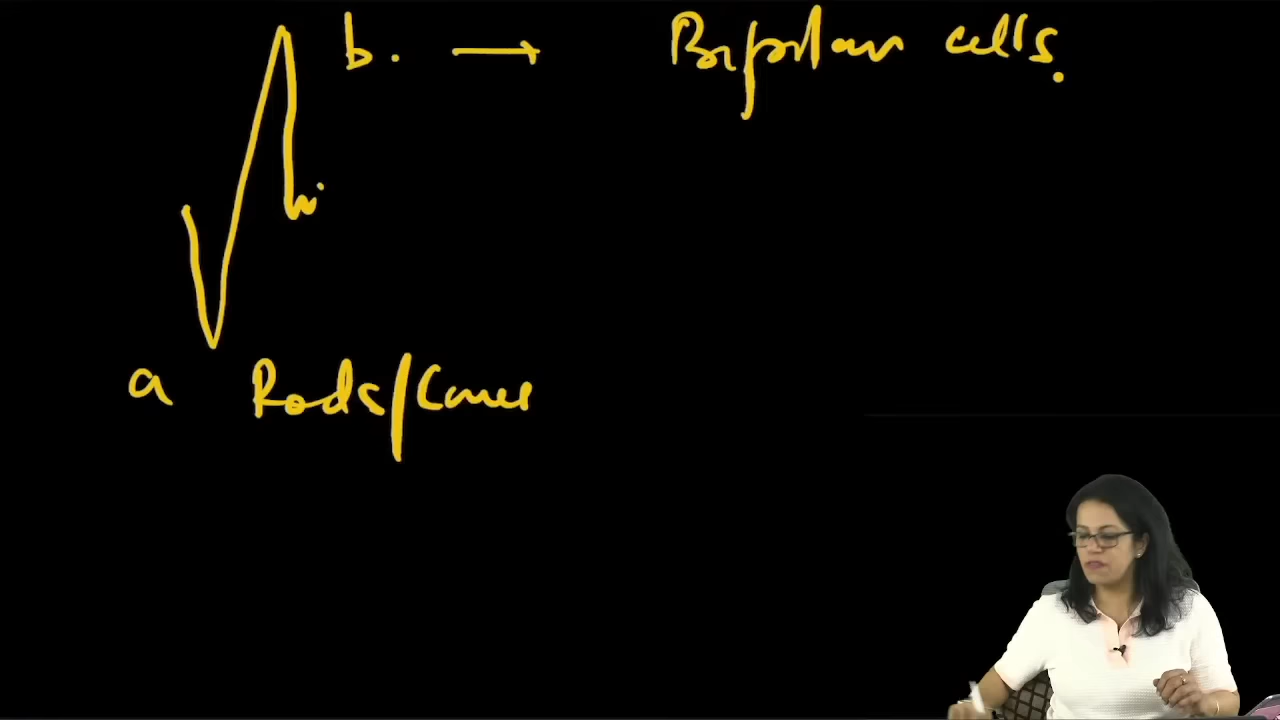 b. → Bipolar cells.
a Rods/Cones